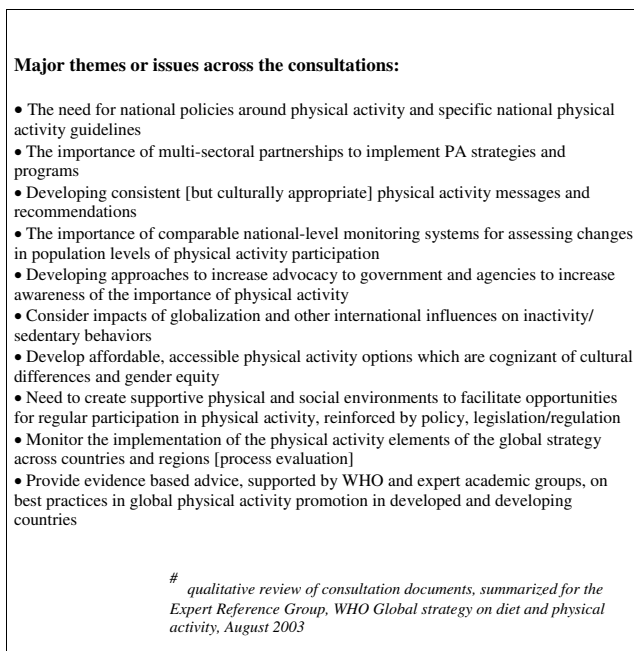 Major themes or issues across the consultations:
• The need for national policies around physical activity and specific national physical
activity guidelines
• The importance of multi-sectoral partnerships to implement PA strategies and
programs
• Developing consistent [but culturally appropriate] physical activity messages and
recommendations
• The importance of comparable national-level monitoring systems for assessing changes
in population levels of physical activity participation
• Developing approaches to increase advocacy to government and agencies to increase
awareness of the importance of physical activity
• Consider impacts of globalization and other international influences on inactivity/
sedentary behaviors
• Develop affordable, accessible physical activity options which are cognizant of cultural
differences and gender equity
• Need to create supportive physical and social environments to facilitate opportunities
for regular participation in physical activity, reinforced by policy, legislation/regulation
• Monitor the implementation of the physical activity elements of the global strategy
across countries and regions [process evaluation]
• Provide evidence based advice, supported by WHO and expert academic groups, on
best practices in global physical activity promotion in developed and developing
countries
# qualitative review of consultation documents, summarized for the
Expert Reference Group, WHO Global strategy on diet and physical
activity, August 2003